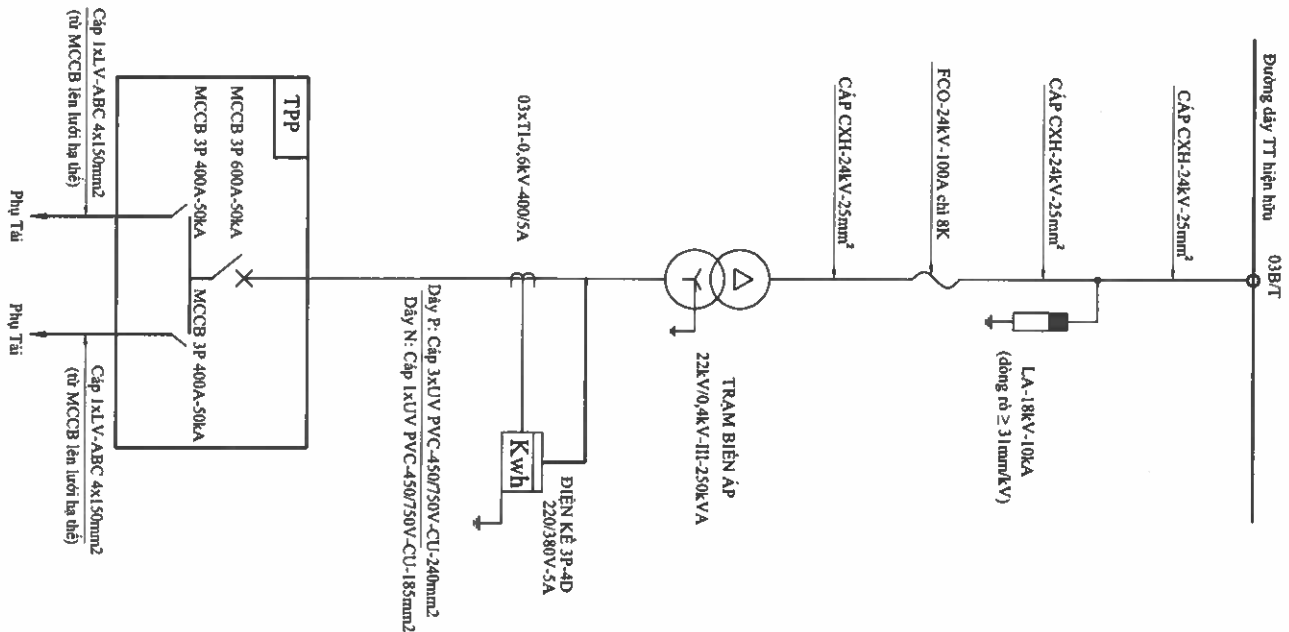 Đường dây TT hiện hữu
03B/T
CÁP CXH-24kV-25mm²
CÁP CXH-24kV-25mm²
LA-18kV-10kA
(dòng rò ≥ 31mm/kV)
FCO-24kV-100A chì 8K
CÁP CXH-24kV-25mm²
TRẠM BIẾN ÁP
22kV/0,4kV-III-250kVA
03xTI-0,6kV-400/5A
Kwh
ĐIỆN KẾ 3P-4D
220/380V-5A
Dây P: Cáp 3xUV PVC-450/750V-CU-240mm2
Dây N: Cáp 1xUV PVC-450/750V-CU-185mm2
TPP
MCCB 3P 600A-50kA
MCCB 3P 400A-50kA
MCCB 3P 400A-50kA
Cáp 1xLV-ABC 4x150mm2
(từ MCCB lên lưới hạ thế)
Cáp 1xLV-ABC 4x150mm2
(từ MCCB lên lưới hạ thế)
Phụ Tải
Phụ Tải